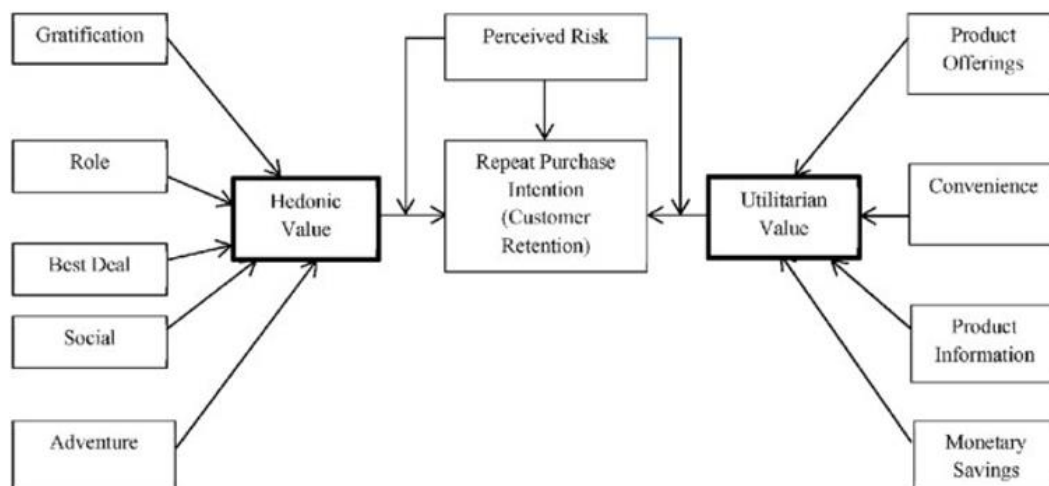 Gratification
Role
Best Deal
Social
Adventure
Hedonic
Value
Perceived Risk
Repeat Purchase
Intention
(Customer
Retention)
Utilitarian
Value
Product
Offerings
Convenience
Product
Information
Monetary
Savings